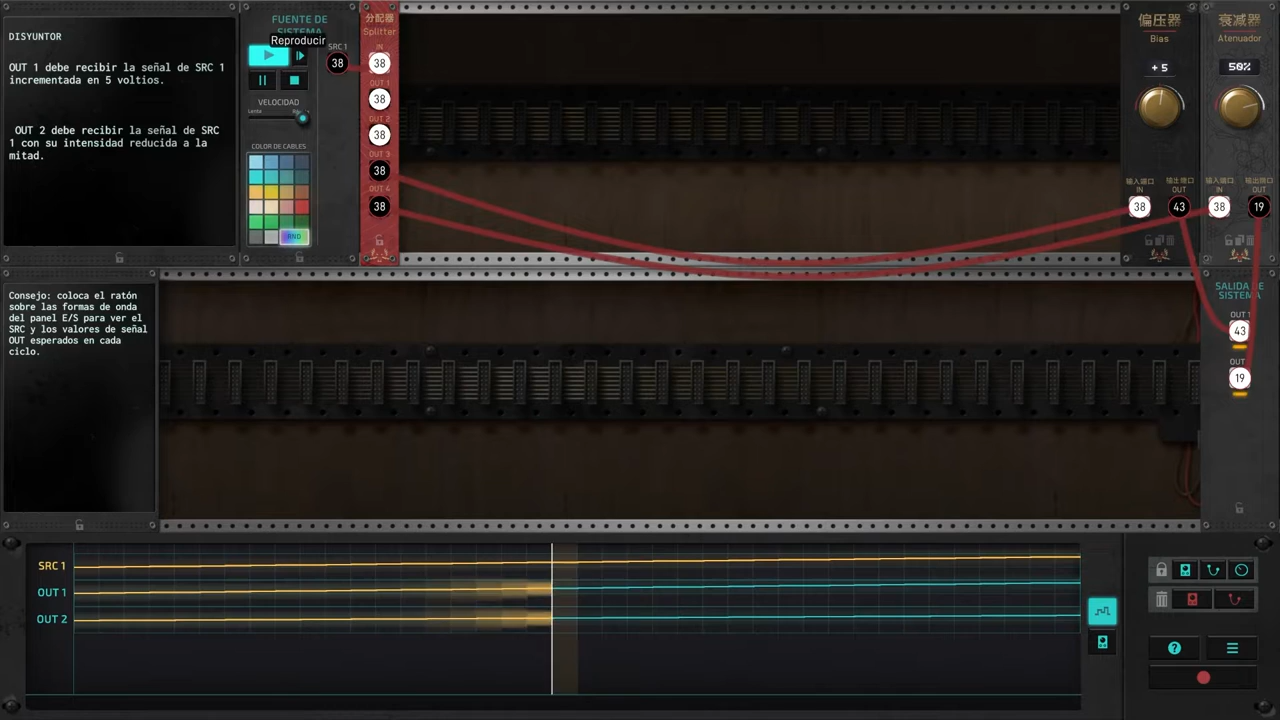 DISYUNTOR
OUT 1 debe recibir la señal de SRC 1
incrementada en 5 voltios.
OUT 2 debe recibir la señal de SRC
1 con su intensidad reducida a la
mitad.
FUENTE DE
SISTEMA
Reproducir
VELOCIDAD
Lenta
COLOR DE CABLES
RND
SRC 1
38
分配器
Splitter
IN
38
OUT 1
38
OUT 2
38
OUT 3
38
OUT 4
38
偏压器
Bias
+5
输入端口
IN
38
输出端口
OUT
43
衰减器
Atenuador
50%
输入端口
IN
38
输出端口
OUT
19
Consejo: coloca el ratón
sobre las formas de onda
del panel E/S para ver el
SRC y los valores de señal
OUT esperados en cada
ciclo.
SALIDA DE
SISTEMA
OUT 1
43
OUT
19
SRC 1
OUT 1
OUT 2
?